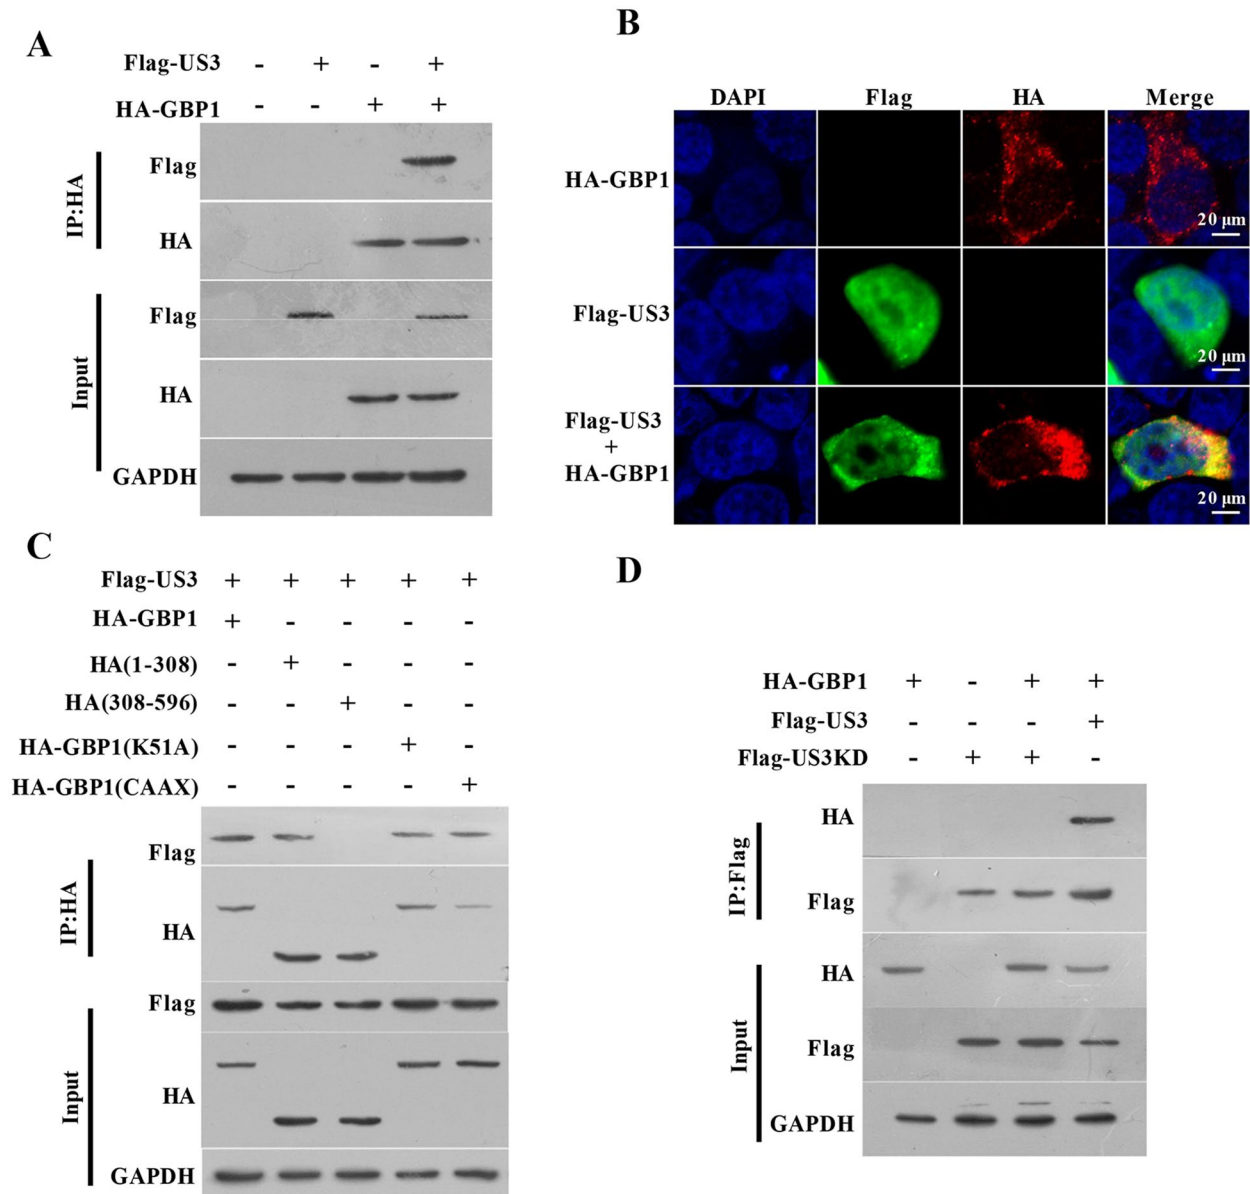 A
Flag-US3 - + - +
HA-GBP1 - - + +
IP:HA
Flag
HA
Input
Flag
HA
GAPDH
B
DAPI Flag HA Merge
HA-GBP1
20 μm
Flag-US3
20 μm
Flag-US3
+
HA-GBP1
20 μm
C
Flag-US3 + + + + +
HA-GBP1 + - - - -
HA(1-308) - + - - -
HA(308-596) - - + - -
HA-GBP1(K51A) - - - + -
HA-GBP1(CAAX) - - - - +
IP:HA
Flag
HA
Input
Flag
HA
GAPDH
D
HA-GBP1 + - + +
Flag-US3 - - - +
Flag-US3KD - + + -
IP:Flag
HA
Flag
Input
HA
Flag
GAPDH